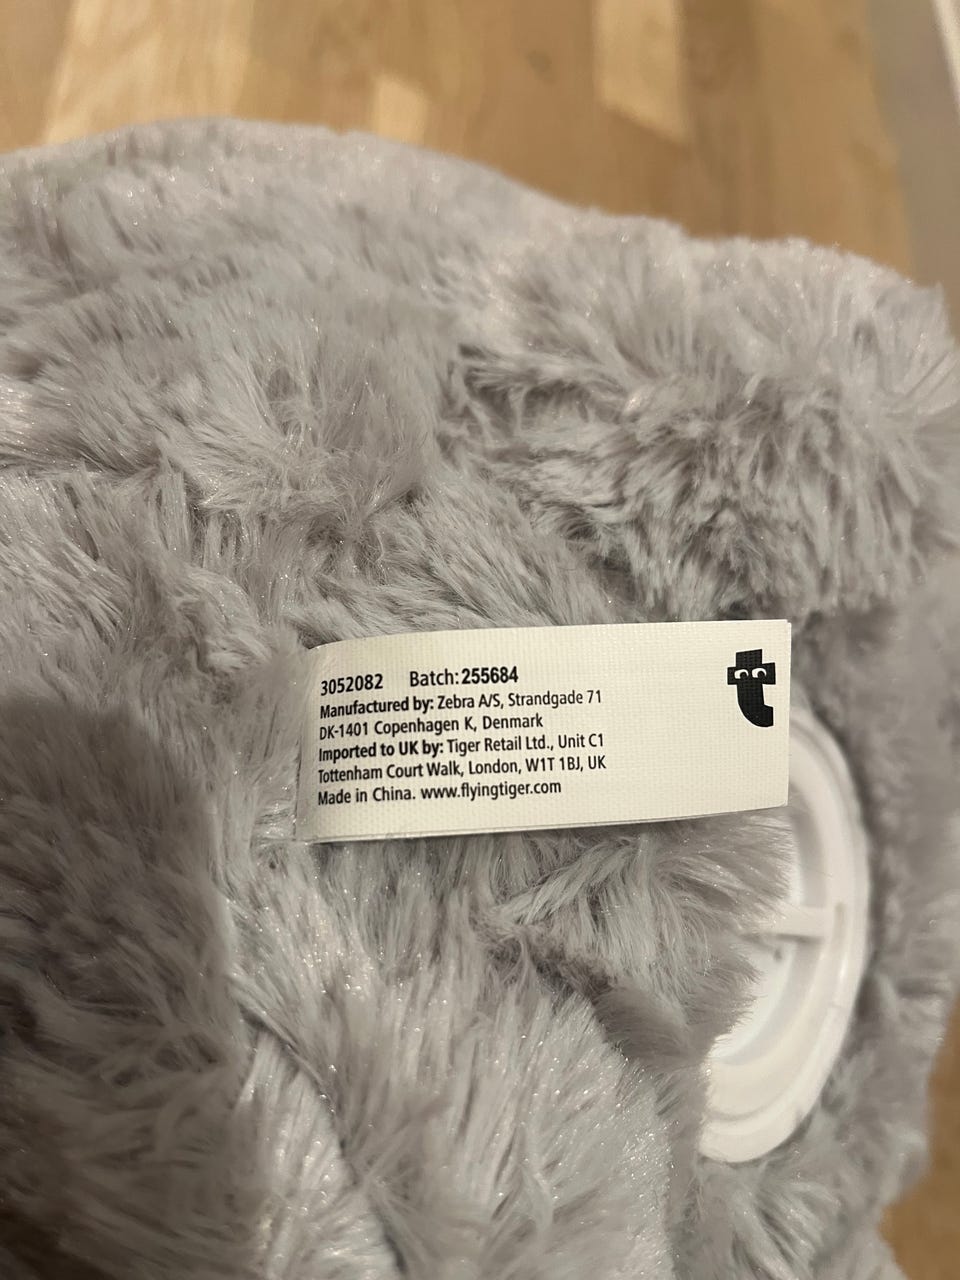 3052082 Batch: 255684
Manufactured by: Zebra A/S, Strandgade 71
DK-1401 Copenhagen K, Denmark
Imported to UK by: Tiger Retail Ltd., Unit C1
Tottenham Court Walk, London, W1T 1BJ, UK
Made in China. www.flyingtiger.com
t